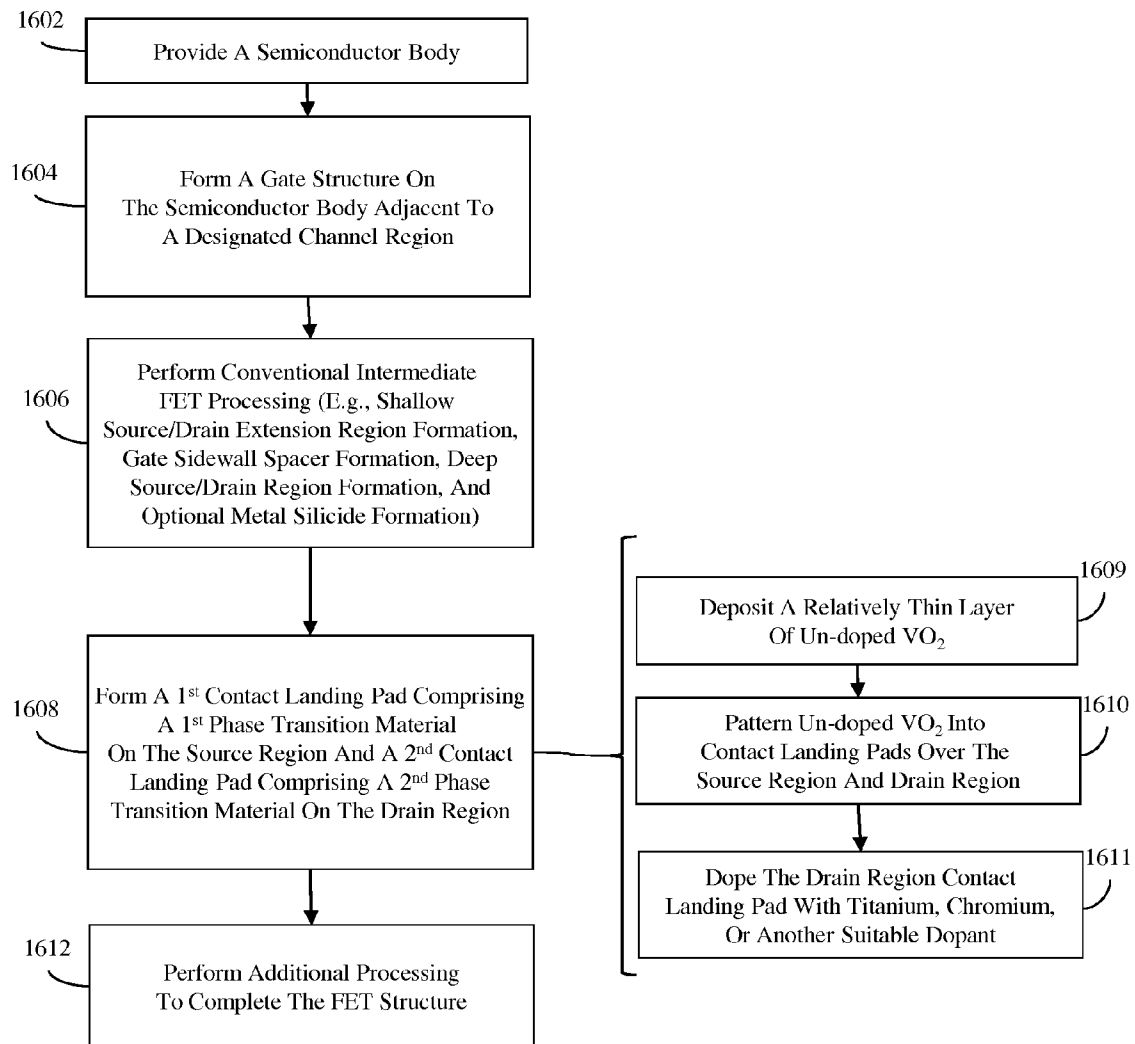 1602
Provide A Semiconductor Body
1604
Form A Gate Structure On
The Semiconductor Body Adjacent To
A Designated Channel Region
1606
Perform Conventional Intermediate
FET Processing (E.g., Shallow
Source/Drain Extension Region Formation,
Gate Sidewall Spacer Formation, Deep
Source/Drain Region Formation, And
Optional Metal Silicide Formation)
1608
Form A 1st Contact Landing Pad Comprising
A 1st Phase Transition Material
On The Source Region And A 2nd Contact
Landing Pad Comprising A 2nd Phase
Transition Material On The Drain Region
1609
Deposit A Relatively Thin Layer
Of Un-doped VO₂
1610
Pattern Un-doped VO₂ Into
Contact Landing Pads Over The
Source Region And Drain Region
1611
Dope The Drain Region Contact
Landing Pad With Titanium, Chromium,
Or Another Suitable Dopant
1612
Perform Additional Processing
To Complete The FET Structure